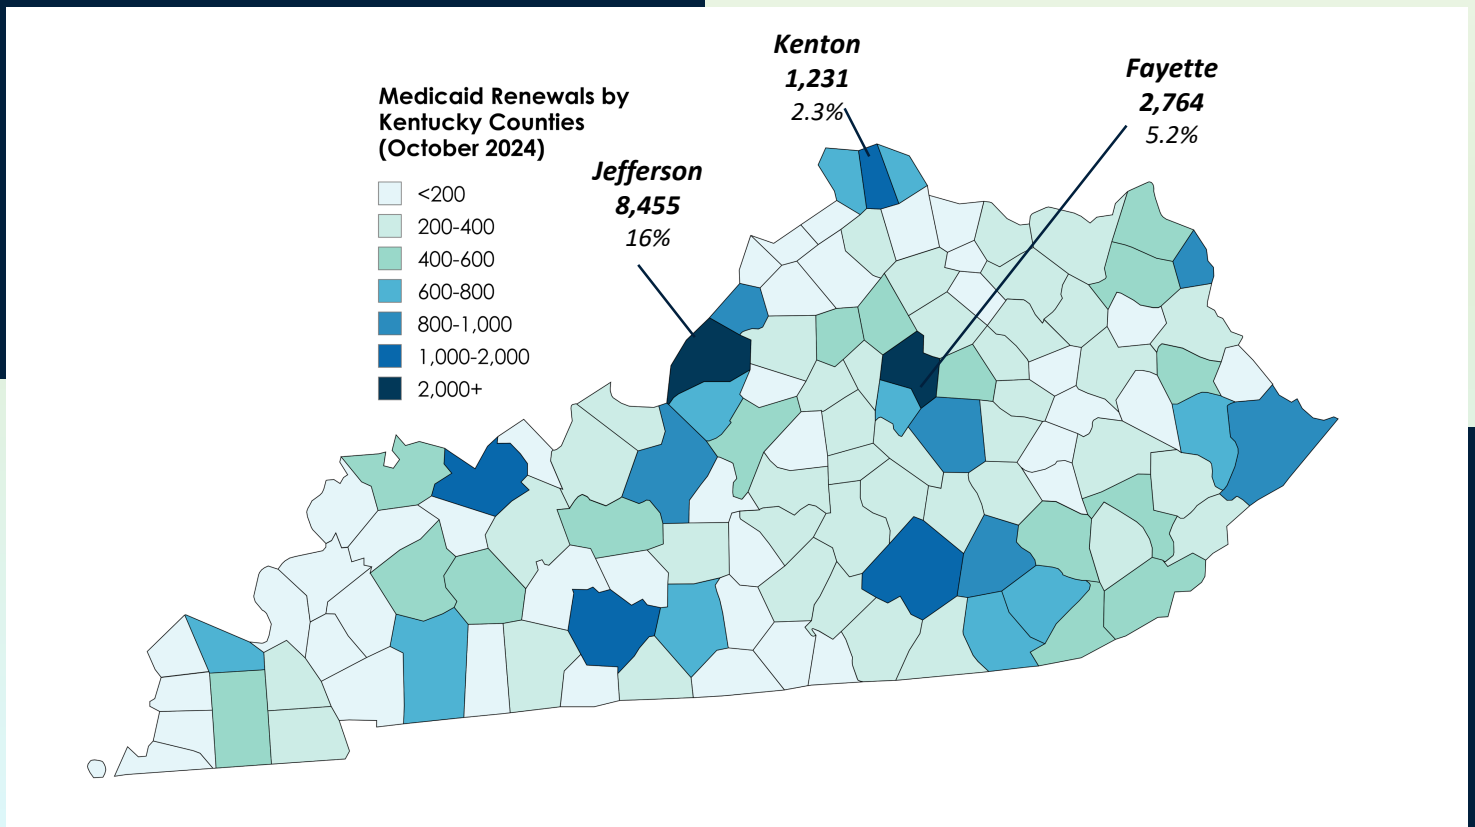 Kenton
1,231
2.3%
Fayette
2,764
5.2%
Medicaid Renewals by
Kentucky Counties
(October 2024)
Jefferson
8,455
16%
<200
200-400
400-600
600-800
800-1,000
1,000-2,000
2,000+